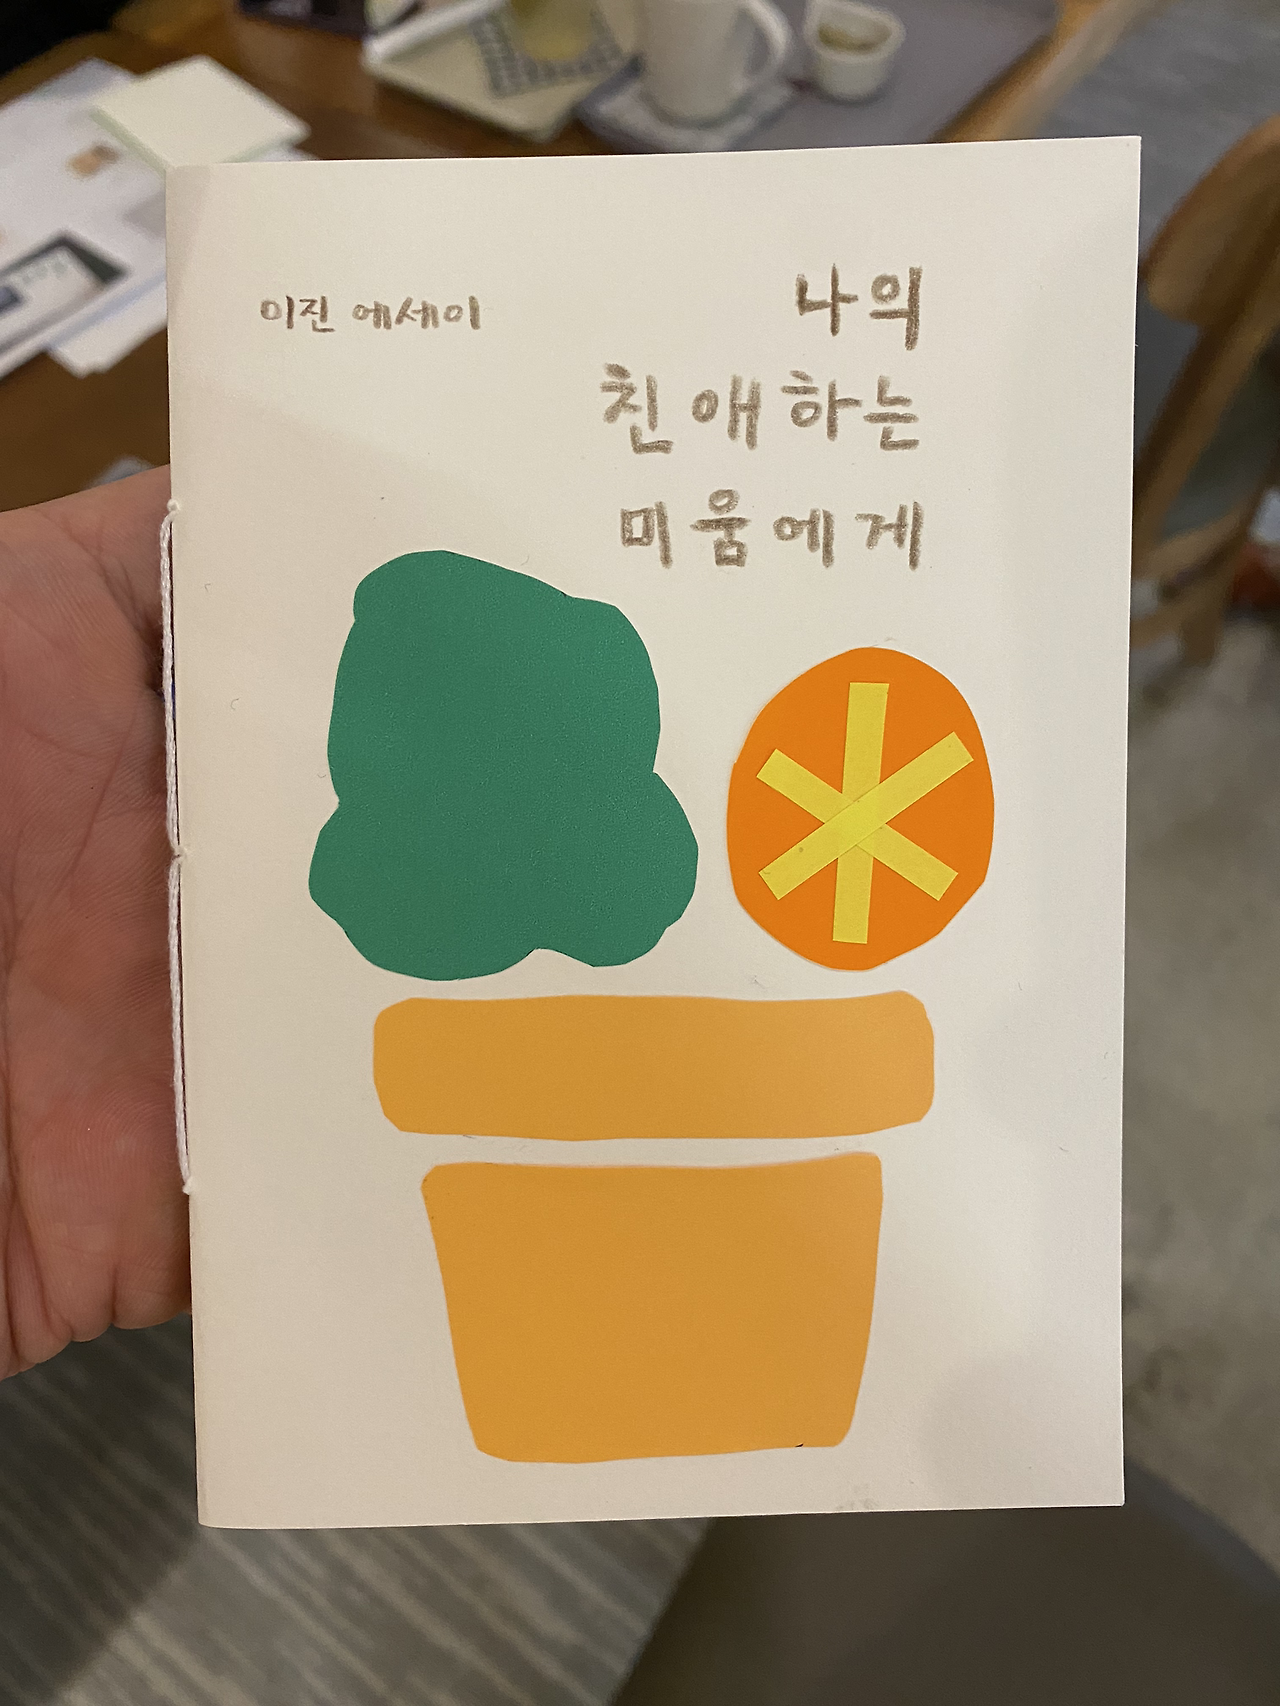 이진 에세이
나의
친애하는
미움에게